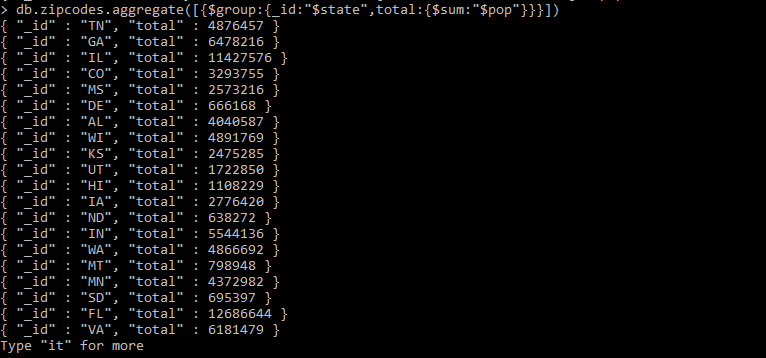 > db.zipcodes.aggregate([{$group:{_id:"$state",total:{$sum:"$pop"}}}])
{ "_id" : "TN", "total" : 4876457 }
{ "_id" : "GA", "total" : 6478216 }
{ "_id" : "IL", "total" : 11427576 }
{ "_id" : "CO", "total" : 3293755 }
{ "_id" : "MS", "total" : 2573216 }
{ "_id" : "DE", "total" : 666168 }
{ "_id" : "AL", "total" : 4040587 }
{ "_id" : "WI", "total" : 4891769 }
{ "_id" : "KS", "total" : 2475285 }
{ "_id" : "UT", "total" : 1722850 }
{ "_id" : "HI", "total" : 1108229 }
{ "_id" : "IA", "total" : 2776420 }
{ "_id" : "ND", "total" : 638272 }
{ "_id" : "IN", "total" : 5544136 }
{ "_id" : "WA", "total" : 4866692 }
{ "_id" : "MT", "total" : 798948 }
{ "_id" : "MN", "total" : 4372982 }
{ "_id" : "SD", "total" : 695397 }
{ "_id" : "FL", "total" : 12686644 }
{ "_id" : "VA", "total" : 6181479 }
Type "it" for more